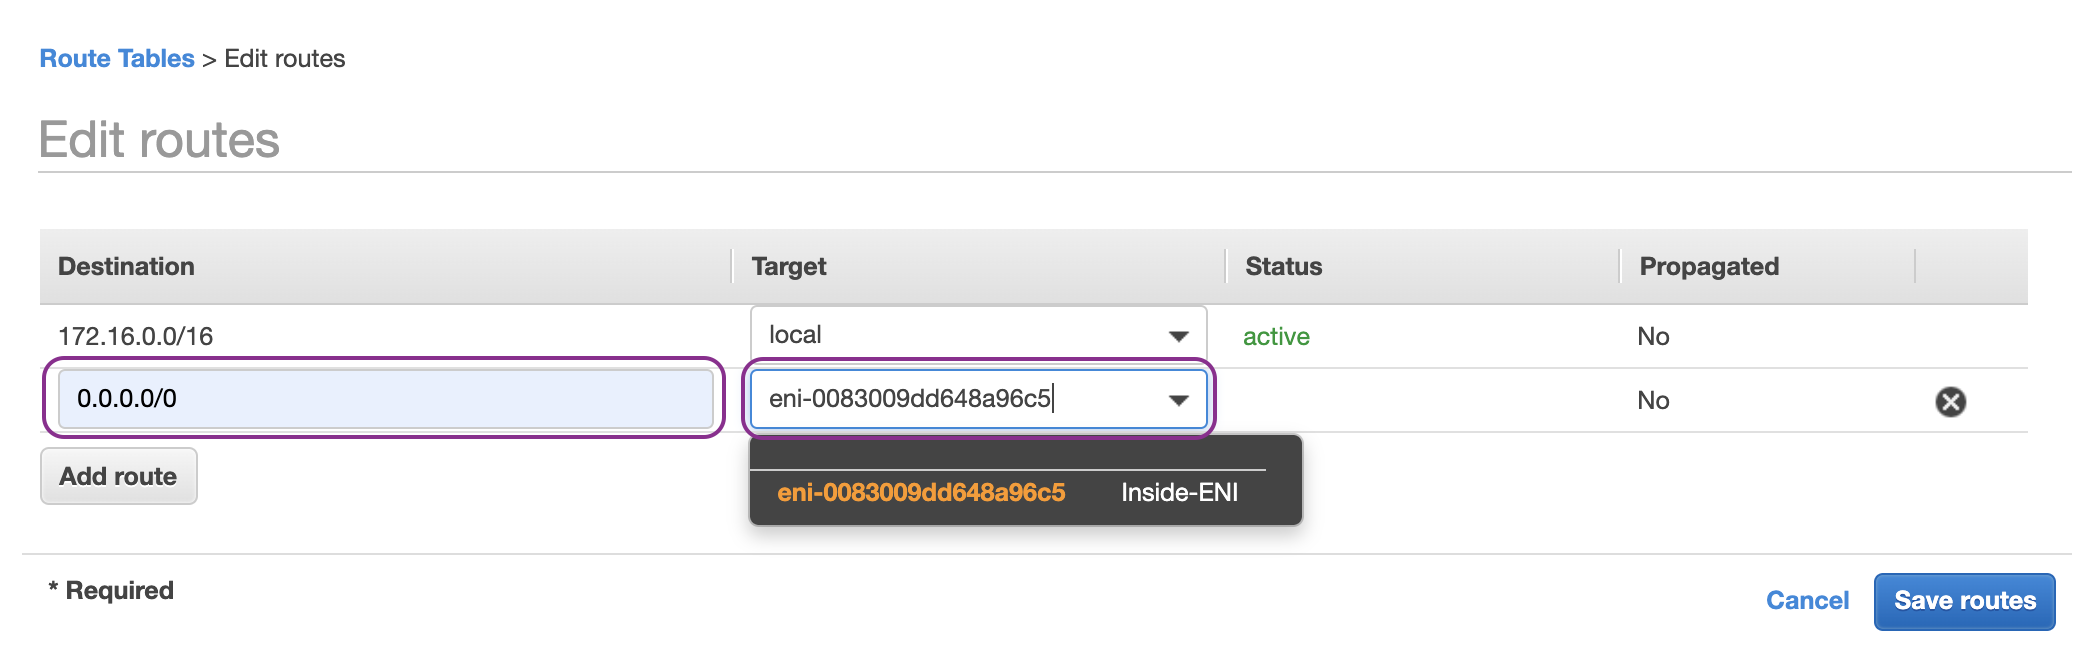 Route Tables > Edit routes
Edit routes
Destination Target Status Propagated
172.16.0.0/16 local active No
0.0.0.0/0 eni-0083009dd648a96c5 No
Add route
eni-0083009dd648a96c5 Inside-ENI
* Required
Cancel Save routes